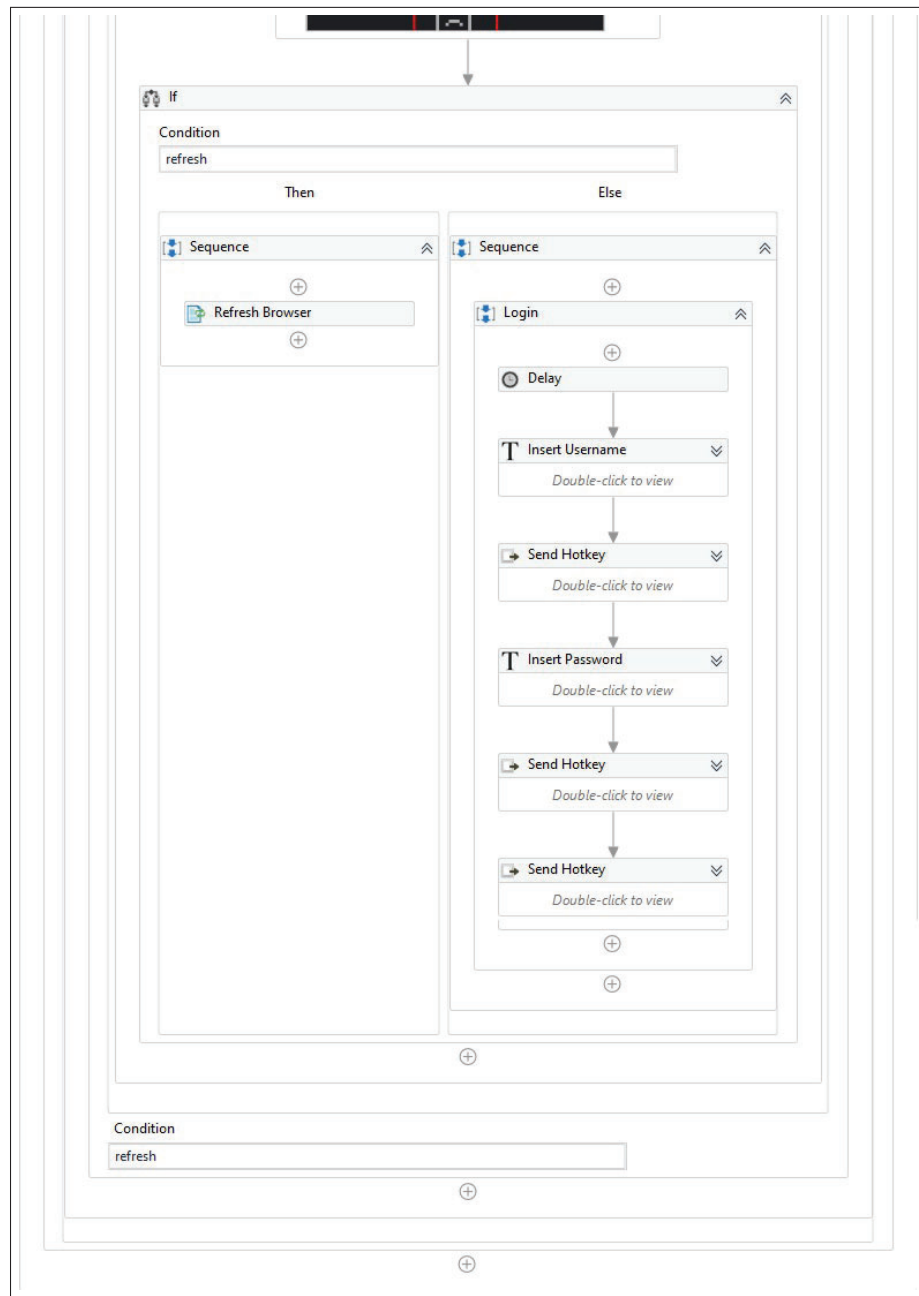 If
Condition
refresh
Then
Else
Sequence
Sequence
Refresh Browser
Login
Delay
Insert Username
Double-click to view
Send Hotkey
Double-click to view
Insert Password
Double-click to view
Send Hotkey
Double-click to view
Send Hotkey
Double-click to view
Condition
refresh